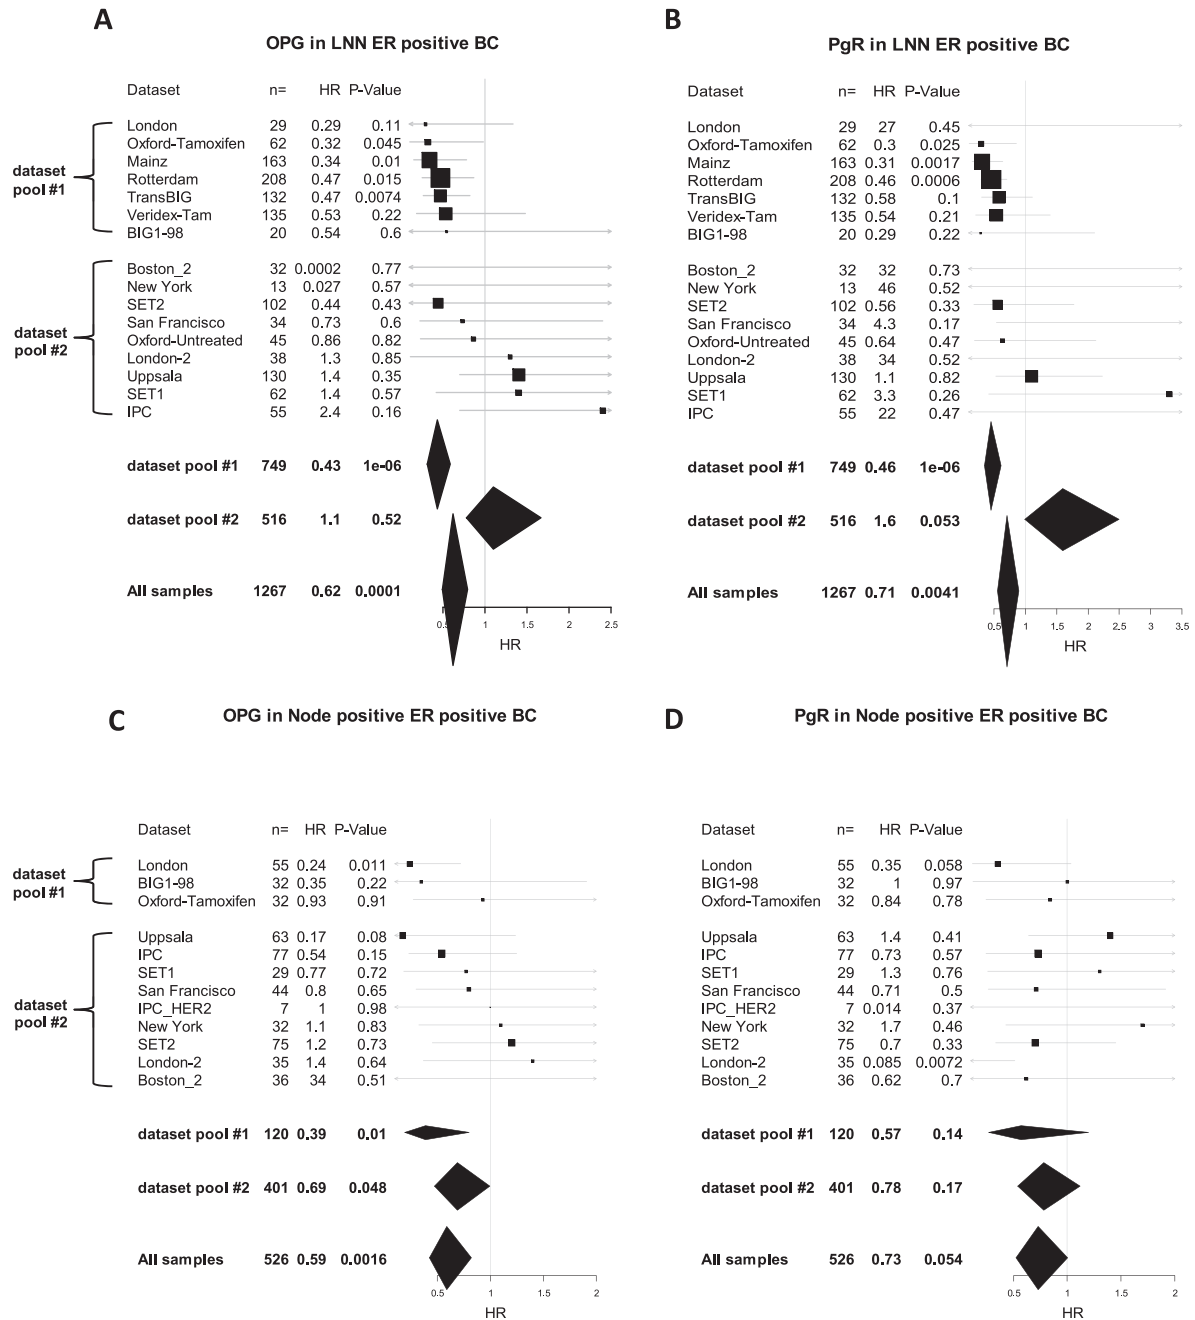 A
OPG in LNN ER positive BC
Dataset n= HR P-Value
dataset pool #1
London 29 0.29 0.11
Oxford-Tamoxifen 62 0.32 0.045
Mainz 163 0.34 0.01
Rotterdam 208 0.47 0.015
TransBIG 132 0.47 0.0074
Veridex-Tam 135 0.53 0.22
BIG1-98 20 0.54 0.6
dataset pool #2
Boston_2 32 0.0002 0.77
New York 13 0.027 0.57
SET2 102 0.44 0.43
San Francisco 34 0.73 0.6
Oxford-Untreated 45 0.86 0.82
London-2 38 1.3 0.85
Uppsala 130 1.4 0.35
SET1 62 1.4 0.57
IPC 55 2.4 0.16
dataset pool #1 749 0.43 1e-06
dataset pool #2 516 1.1 0.52
All samples 1267 0.62 0.0001
0.5 1 1.5 2 2.5
HR
B
PgR in LNN ER positive BC
Dataset n= HR P-Value
London 29 27 0.45
Oxford-Tamoxifen 62 0.3 0.025
Mainz 163 0.31 0.0017
Rotterdam 208 0.46 0.0006
TransBIG 132 0.58 0.1
Veridex-Tam 135 0.54 0.21
BIG1-98 20 0.29 0.22
Boston_2 32 32 0.73
New York 13 46 0.52
SET2 102 0.56 0.33
San Francisco 34 4.3 0.17
Oxford-Untreated 45 0.64 0.47
London-2 38 34 0.52
Uppsala 130 1.1 0.82
SET1 62 3.3 0.26
IPC 55 22 0.47
dataset pool #1 749 0.46 1e-06
dataset pool #2 516 1.6 0.053
All samples 1267 0.71 0.0041
0.5 1 1.5 2 2.5 3 3.5
HR
C
OPG in Node positive ER positive BC
Dataset n= HR P-Value
dataset pool #1
London 55 0.24 0.011
BIG1-98 32 0.35 0.22
Oxford-Tamoxifen 32 0.93 0.91
dataset pool #2
Uppsala 63 0.17 0.08
IPC 77 0.54 0.15
SET1 29 0.77 0.72
San Francisco 44 0.8 0.65
IPC_HER2 7 1 0.98
New York 32 1.1 0.83
SET2 75 1.2 0.73
London-2 35 1.4 0.64
Boston_2 36 34 0.51
dataset pool #1 120 0.39 0.01
dataset pool #2 401 0.69 0.048
All samples 526 0.59 0.0016
0.5 1 1.5 2
HR
D
PgR in Node positive ER positive BC
Dataset n= HR P-Value
London 55 0.35 0.058
BIG1-98 32 1 0.97
Oxford-Tamoxifen 32 0.84 0.78
Uppsala 63 1.4 0.41
IPC 77 0.73 0.57
SET1 29 1.3 0.76
San Francisco 44 0.71 0.5
IPC_HER2 7 0.014 0.37
New York 32 1.7 0.46
SET2 75 0.7 0.33
London-2 35 0.085 0.0072
Boston_2 36 0.62 0.7
dataset pool #1 120 0.57 0.14
dataset pool #2 401 0.78 0.17
All samples 526 0.73 0.054
0.5 1 1.5 2
HR